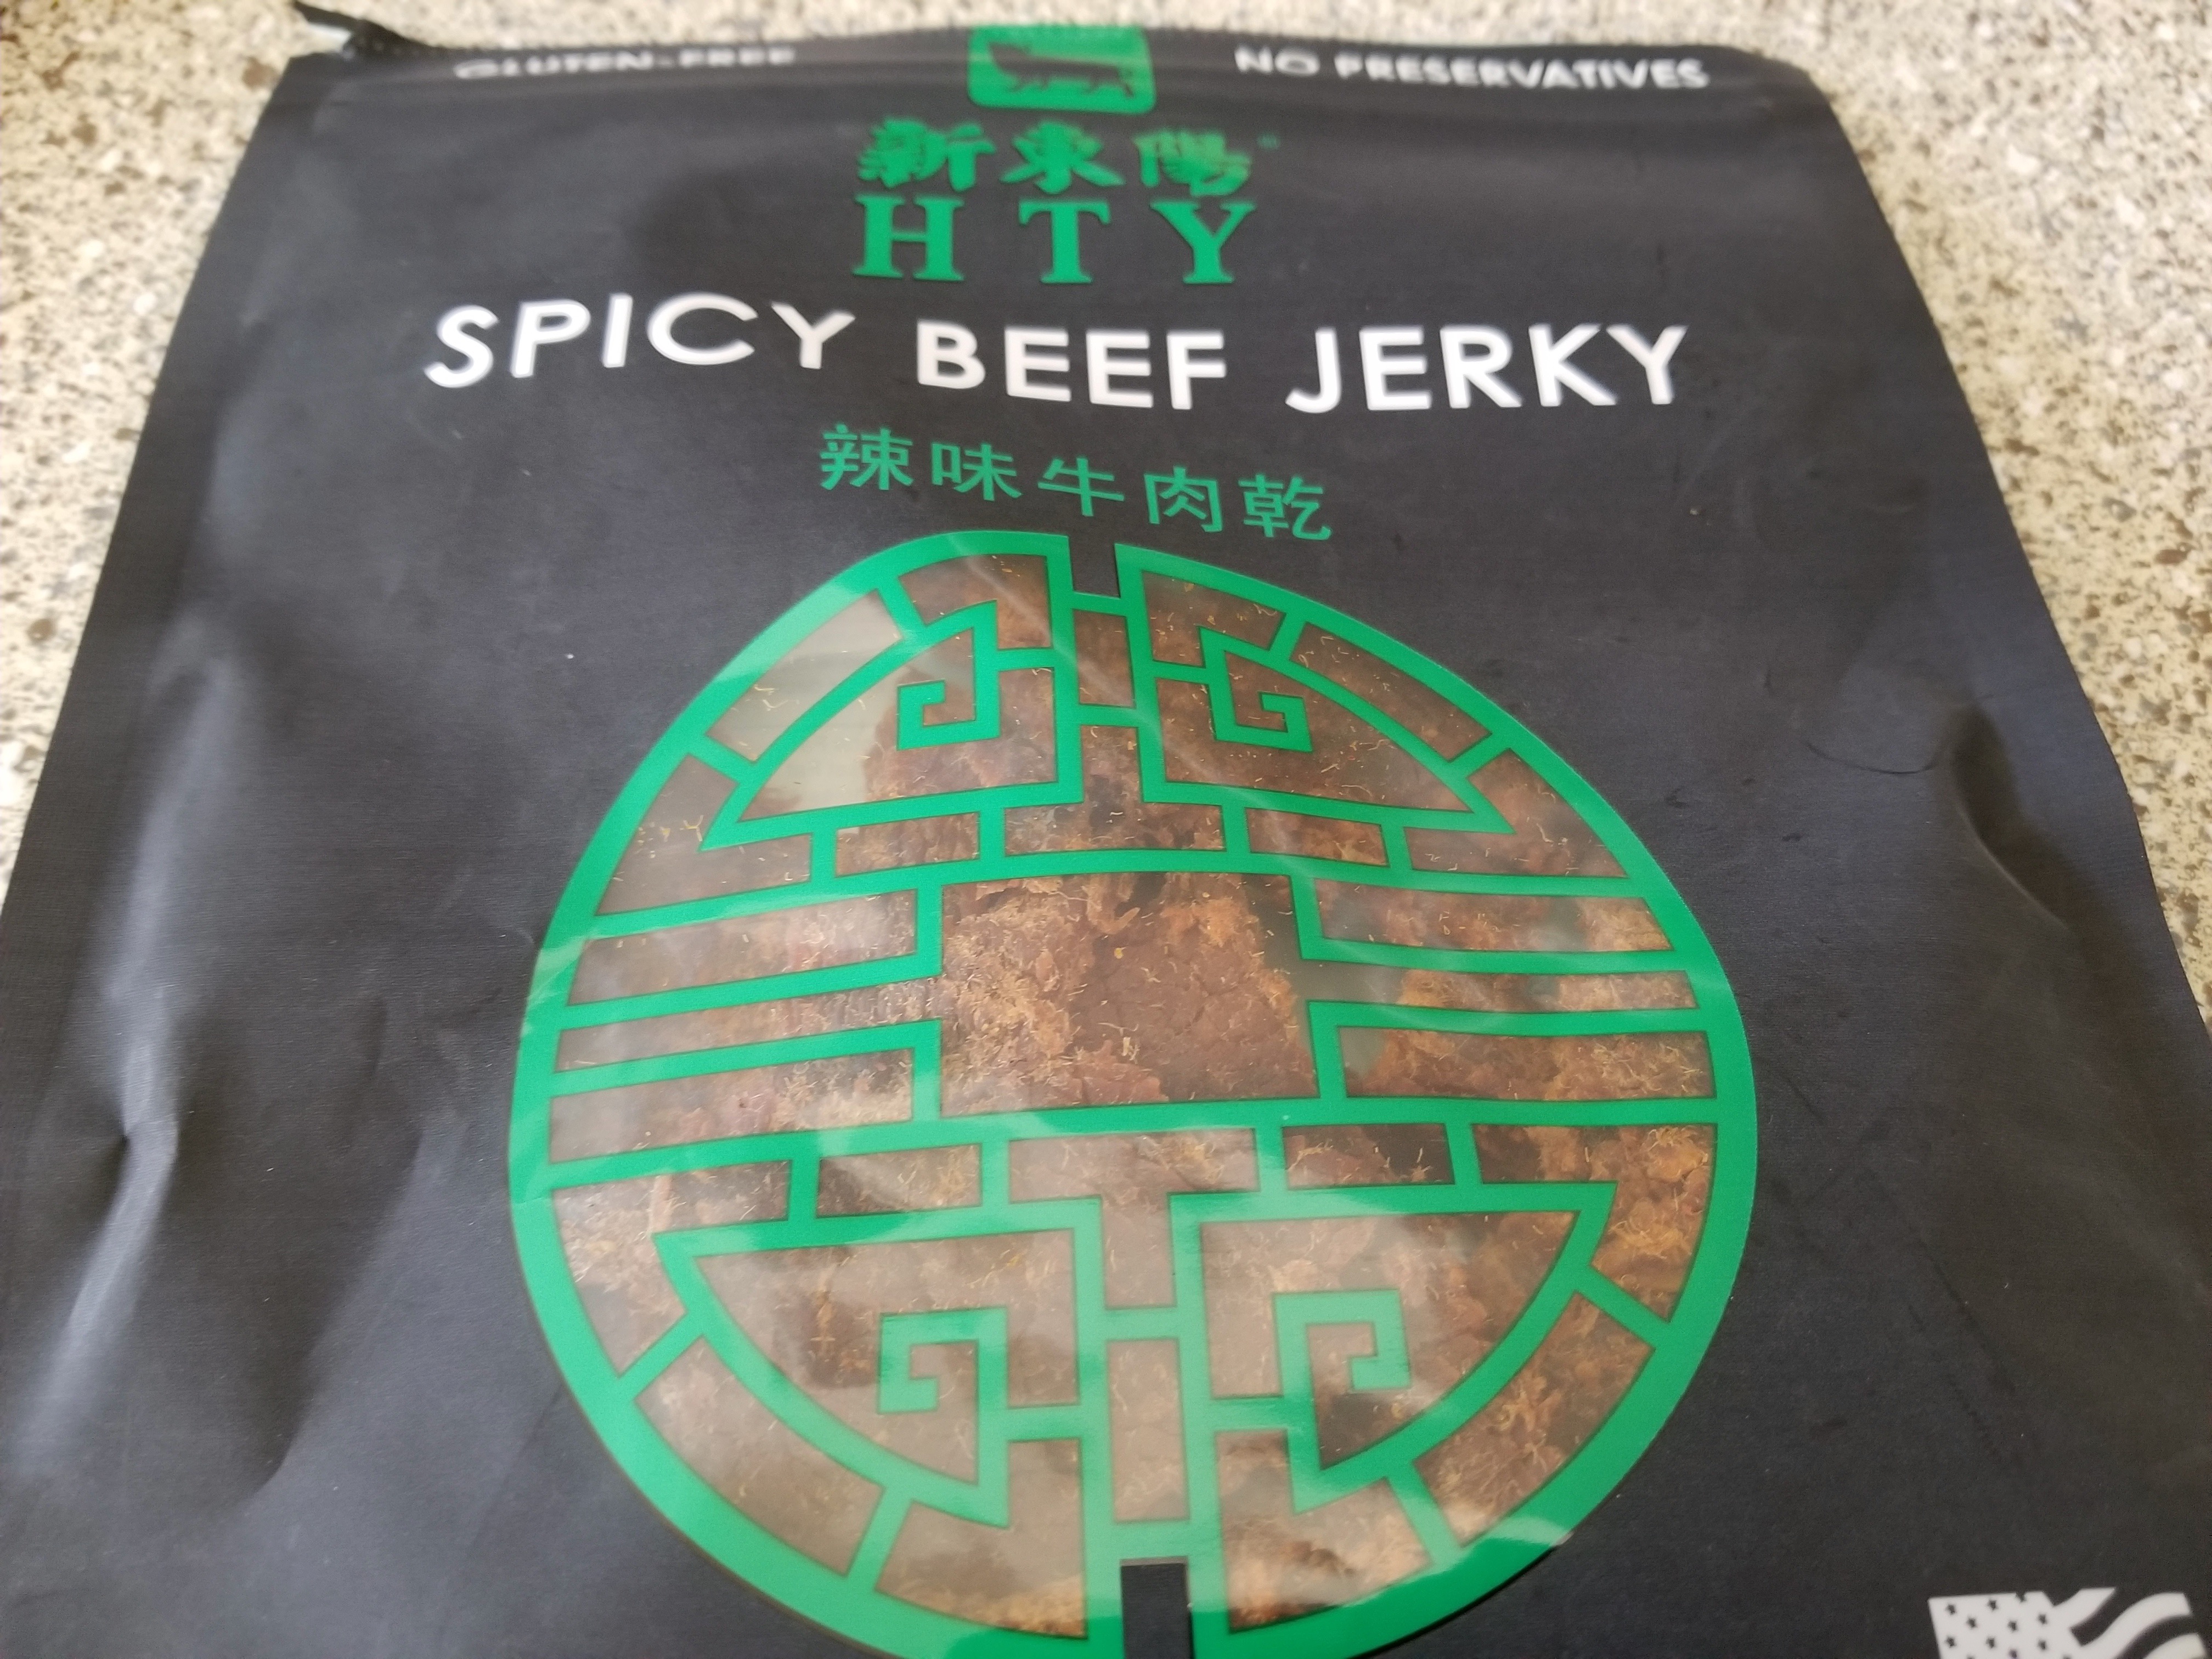 GLUTEN-FREE
NO PRESERVATIVES
新東陽
HTY
SPICY BEEF JERKY
辣味牛肉乾